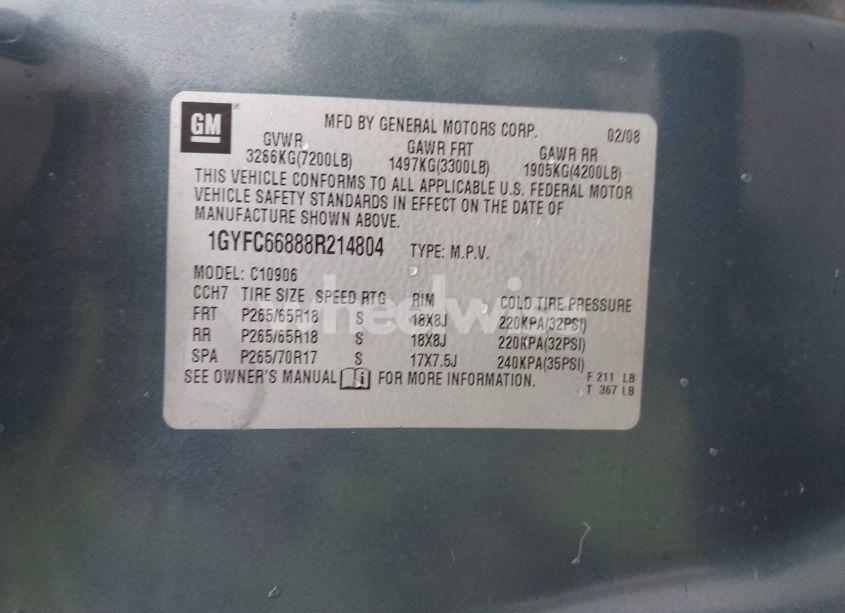 GM
MFD BY GENERAL MOTORS CORP. 02/08
GVWR GAWR FRT GAWR RR
3266KG(7200LB) 1497KG(3300LB) 1905KG(4200LB)
THIS VEHICLE CONFORMS TO ALL APPLICABLE U.S. FEDERAL MOTOR
VEHICLE SAFETY STANDARDS IN EFFECT ON THE DATE OF
MANUFACTURE SHOWN ABOVE.
1GYFC66888R214804 TYPE: M.P.V.
MODEL: C10906
CCH7 TIRE SIZE SPEED RTG RIM COLD TIRE PRESSURE
FRT P265/65R18 S 18X8J 220KPA(32PSI)
RR P265/65R18 S 18X8J 220KPA(32PSI)
SPA P265/70R17 S 17X7.5J 240KPA(35PSI)
SEE OWNER'S MANUAL FOR MORE INFORMATION.
F 211 LB
T 367 LB